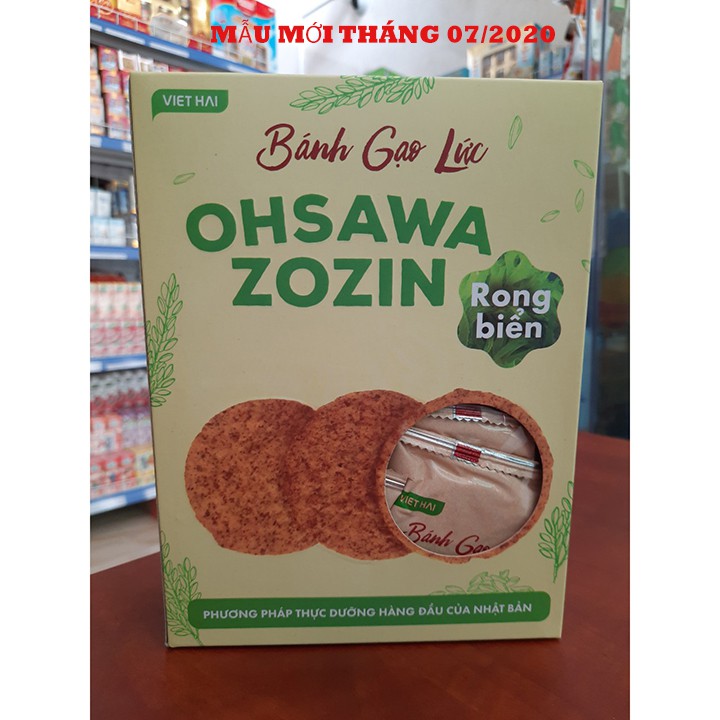 MẪU MỚI THÁNG 07/2020
VIET HAI
Bánh Gạo Lức
OHSAWA
ZOZIN
Rong
biển
VIET HAI
Bánh Gạo
PHƯƠNG PHÁP THỰC DƯỠNG HÀNG ĐẦU CỦA NHẬT BẢN